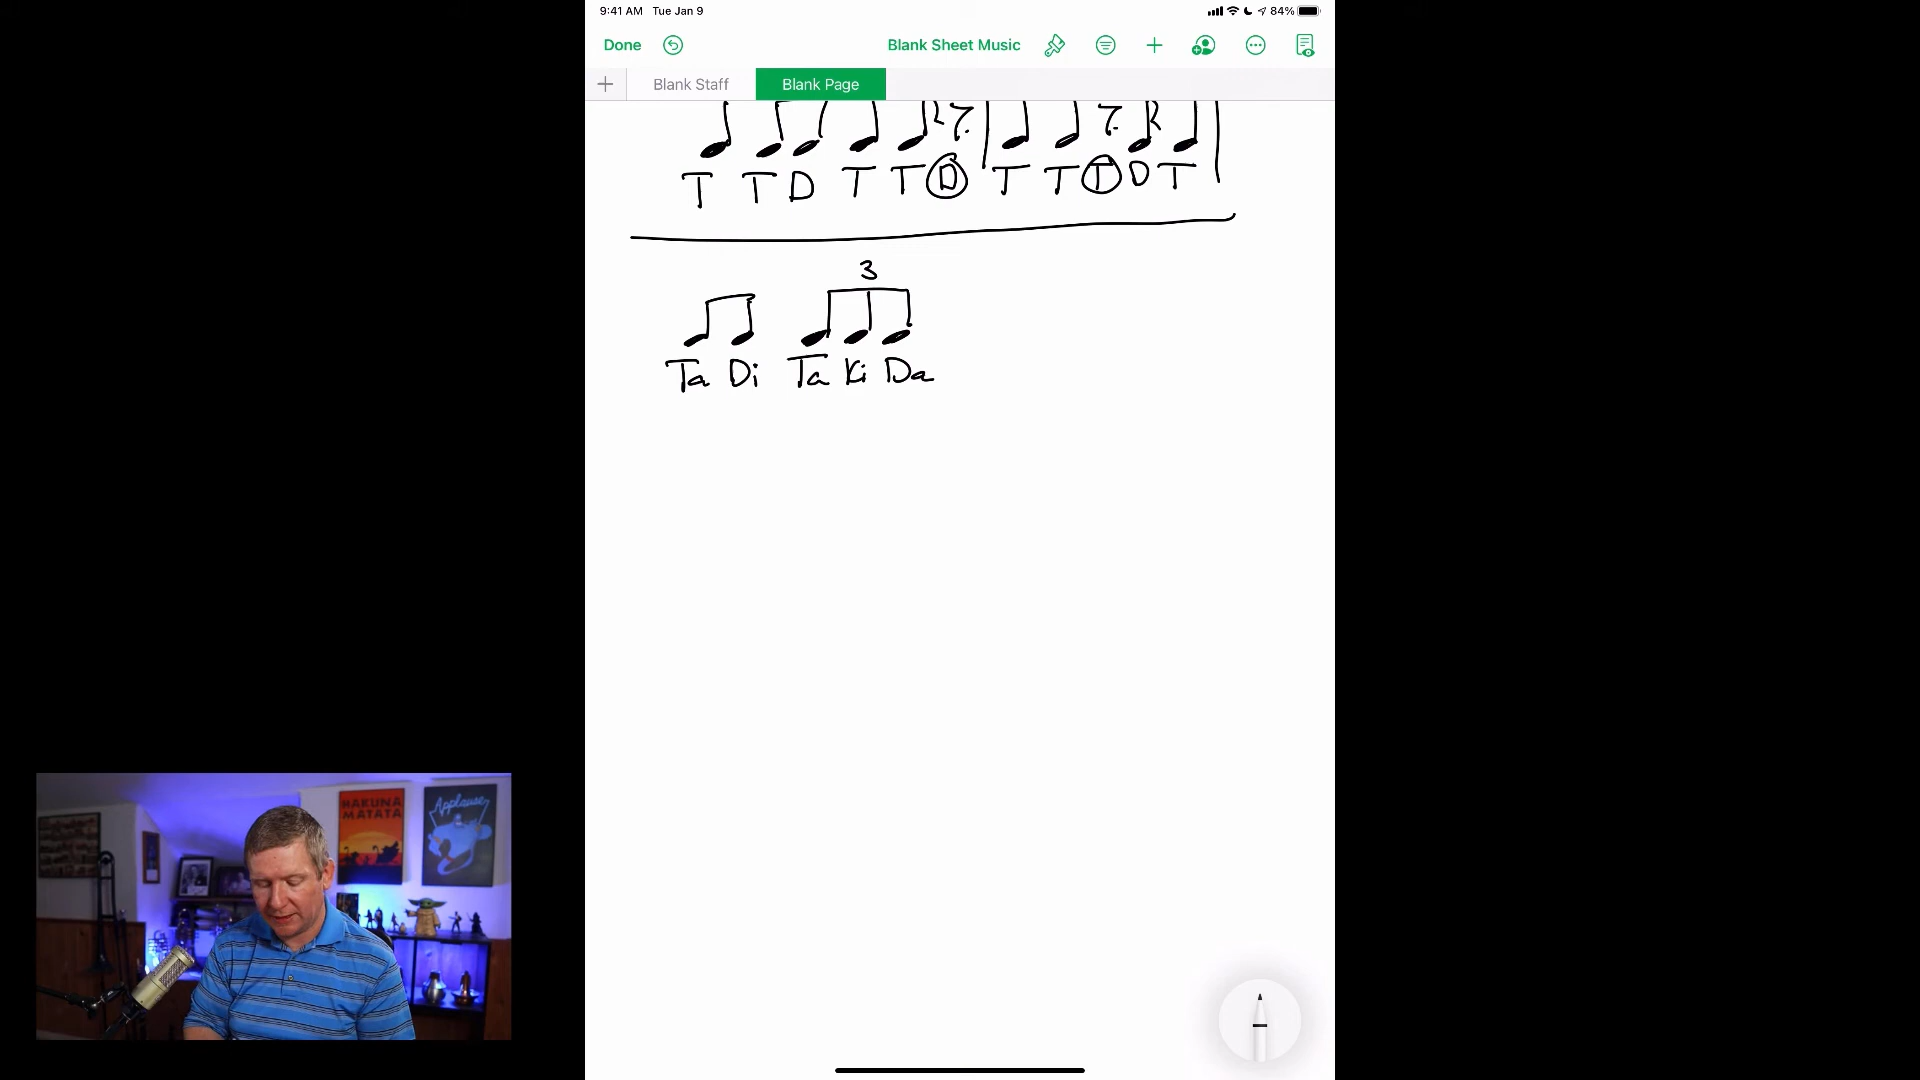 9:41 AM Tue Jan 9 84%
Done Blank Sheet Music
Blank Staff Blank Page
T T D T T D T T T D T
3
Ta Di Ta Ki Da
HAKUNA MATATA
Applause